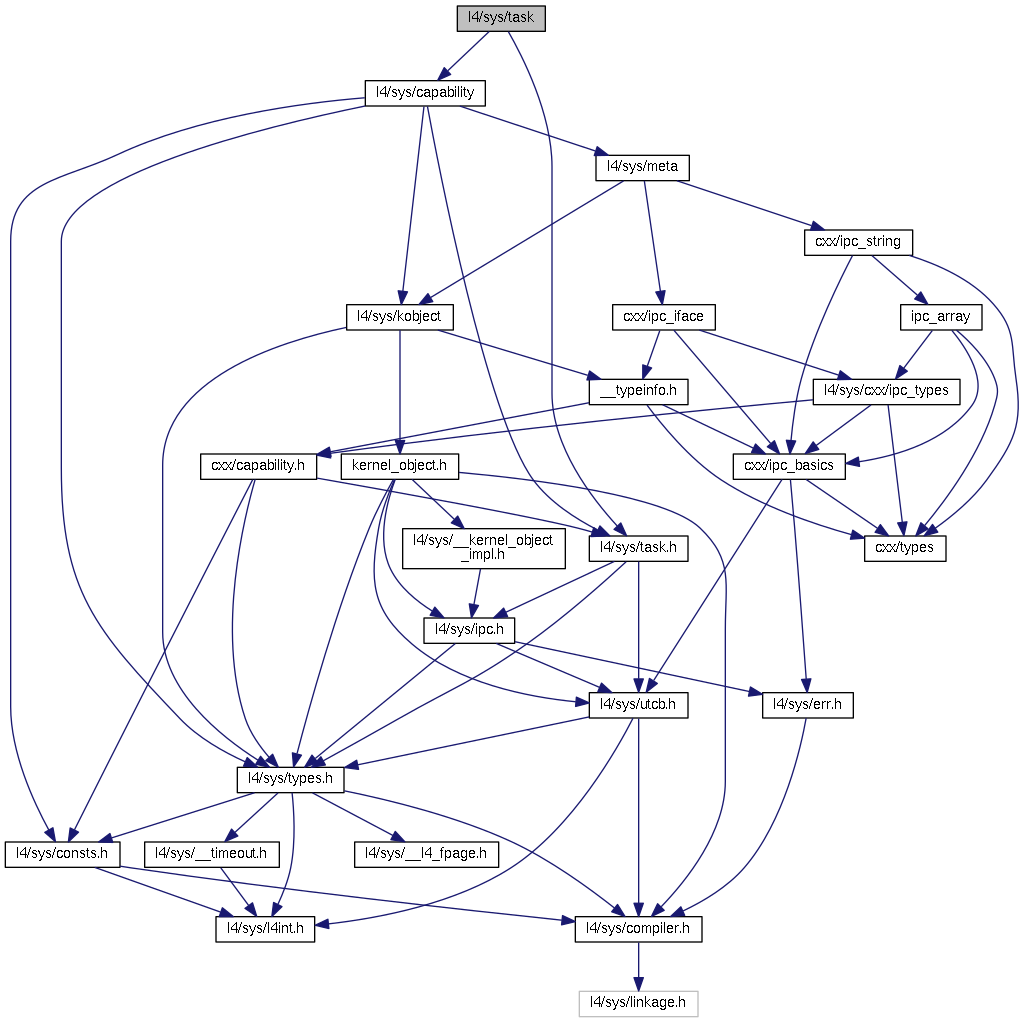 l4/sys/task
l4/sys/capability
l4/sys/meta
cxx/ipc_string
l4/sys/kobject
cxx/ipc_iface
ipc_array
__typeinfo.h
l4/sys/cxx/ipc_types
cxx/capability.h
kernel_object.h
cxx/ipc_basics
l4/sys/__kernel_object
_impl.h
l4/sys/task.h
cxx/types
l4/sys/ipc.h
l4/sys/utcb.h
l4/sys/err.h
l4/sys/types.h
l4/sys/consts.h
l4/sys/__timeout.h
l4/sys/__l4_fpage.h
l4/sys/l4int.h
l4/sys/compiler.h
l4/sys/linkage.h